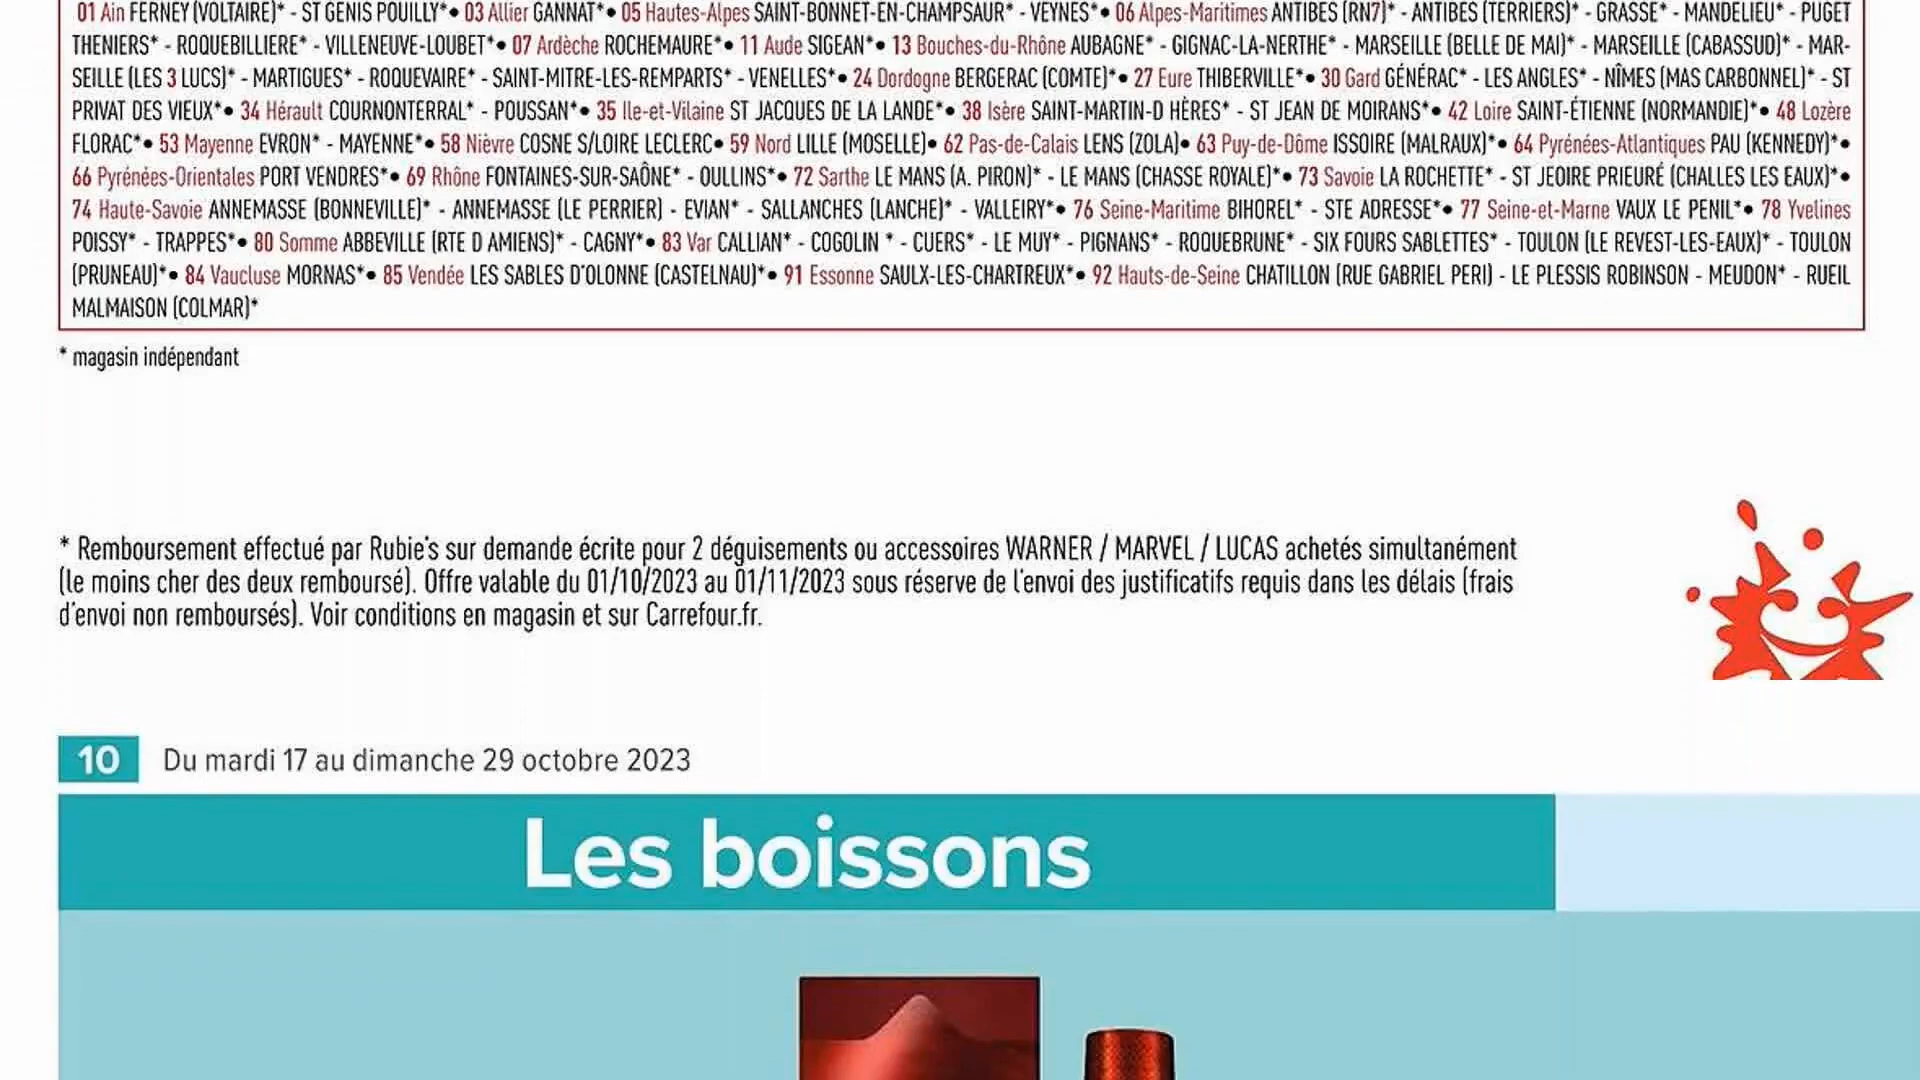 01 Ain FERNEY (VOLTAIRE)* - ST GENIS POUILLY*● 03 Allier GANNAT*● 05 Hautes-Alpes SAINT-BONNET-EN-CHAMPSAUR* - VEYNES*● 06 Alpes-Maritimes ANTIBES (RN7)* - ANTIBES (TERRIERS)* - GRASSE* - MANDELIEU* - PUGET
THENIERS* - ROQUEBILLIERE* - VILLENEUVE-LOUBET*● 07 Ardèche ROCHEMAURE*● 11 Aude SIGEAN*● 13 Bouches-du-Rhône AUBAGNE* - GIGNAC-LA-NERTHE* - MARSEILLE (BELLE DE MAI)* - MARSEILLE (CABASSUD)* - MAR-
SEILLE (LES 3 LUCS)* - MARTIGUES* - ROQUEVAIRE* - SAINT-MITRE-LES-REMPARTS* - VENELLES*● 24 Dordogne BERGERAC (COMTE)*● 27 Eure THIBERVILLE*● 30 Gard GÉNÉRAC* - LES ANGLES* - NÎMES (MAS CARBONNEL)* - ST
PRIVAT DES VIEUX*● 34 Hérault COURNONTERRAL* - POUSSAN*● 35 Ile-et-Vilaine ST JACQUES DE LA LANDE*● 38 Isère SAINT-MARTIN-D HÈRES* - ST JEAN DE MOIRANS*● 42 Loire SAINT-ÉTIENNE (NORMANDIE)*● 48 Lozère
FLORAC*● 53 Mayenne EVRON* - MAYENNE*● 58 Nièvre COSNE S/LOIRE LECLERC● 59 Nord LILLE (MOSELLE)● 62 Pas-de-Calais LENS (ZOLA)● 63 Puy-de-Dôme ISSOIRE (MALRAUX)*● 64 Pyrénées-Atlantiques PAU (KENNEDY)*●
66 Pyrénées-Orientales PORT VENDRES*● 69 Rhône FONTAINES-SUR-SAÔNE* - OULLINS*● 72 Sarthe LE MANS (A. PIRON)* - LE MANS (CHASSE ROYALE)*● 73 Savoie LA ROCHETTE* - ST JEOIRE PRIEURÉ (CHALLES LES EAUX)*●
74 Haute-Savoie ANNEMASSE (BONNEVILLE)* - ANNEMASSE (LE PERRIER) - EVIAN* - SALLANCHES (LANCHE)* - VALLEIRY*● 76 Seine-Maritime BIHOREL* - STE ADRESSE*● 77 Seine-et-Marne VAUX LE PENIL*● 78 Yvelines
POISSY* - TRAPPES*● 80 Somme ABBEVILLE (RTE D AMIENS)* - CAGNY*● 83 Var CALLIAN* - COGOLIN * - CUERS* - LE MUY* - PIGNANS* - ROQUEBRUNE* - SIX FOURS SABLETTES* - TOULON (LE REVEST-LES-EAUX)* - TOULON
(PRUNEAU)*● 84 Vaucluse MORNAS*● 85 Vendée LES SABLES D'OLONNE (CASTELNAU)*● 91 Essonne SAULX-LES-CHARTREUX*● 92 Hauts-de-Seine CHATILLON (RUE GABRIEL PERI) - LE PLESSIS ROBINSON - MEUDON* - RUEIL
MALMAISON (COLMAR)*
* magasin indépendant
* Remboursement effectué par Rubie's sur demande écrite pour 2 déguisements ou accessoires WARNER / MARVEL / LUCAS achetés simultanément
(le moins cher des deux remboursé). Offre valable du 01/10/2023 au 01/11/2023 sous réserve de l'envoi des justificatifs requis dans les délais (frais
d'envoi non remboursés). Voir conditions en magasin et sur Carrefour.fr.
10 Du mardi 17 au dimanche 29 octobre 2023
Les boissons